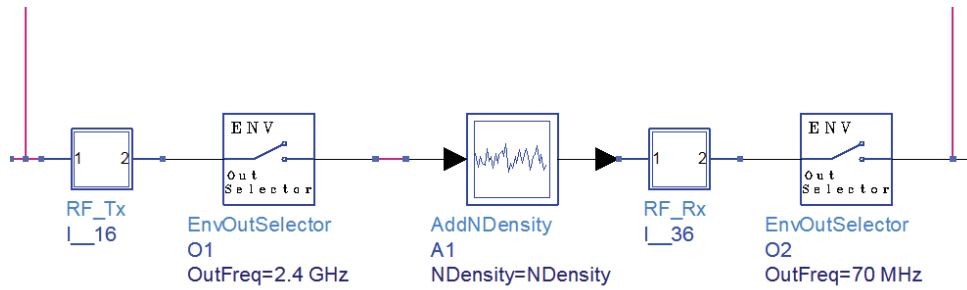 ENV
ENV
1 2
1 2
Out
Selector
Out
Selector
RF_Tx
I__16
EnvOutSelector
O1
OutFreq=2.4 GHz
AddNDensity
A1
NDensity=NDensity
RF_Rx
I__36
EnvOutSelector
O2
OutFreq=70 MHz